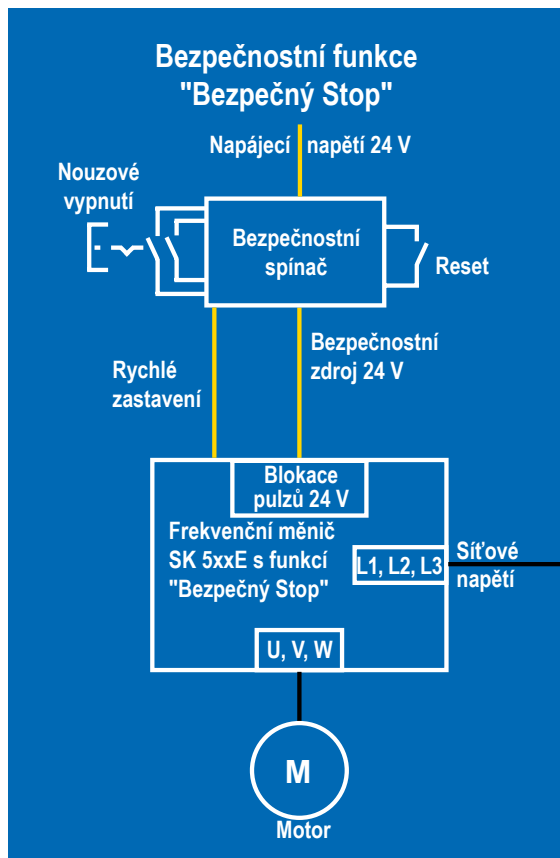 Bezpečnostní funkce
"Bezpečný Stop"
Napájecí napětí 24 V
Nouzové
vypnutí
Bezpečnostní
spínač
Reset
Rychlé
zastavení
Bezpečnostní
zdroj 24 V
Blokace
pulzů 24 V
Frekvenční měnič
SK 5xxE s funkcí
"Bezpečný Stop"
L1, L2, L3
Síťové
napětí
U, V, W
M
Motor